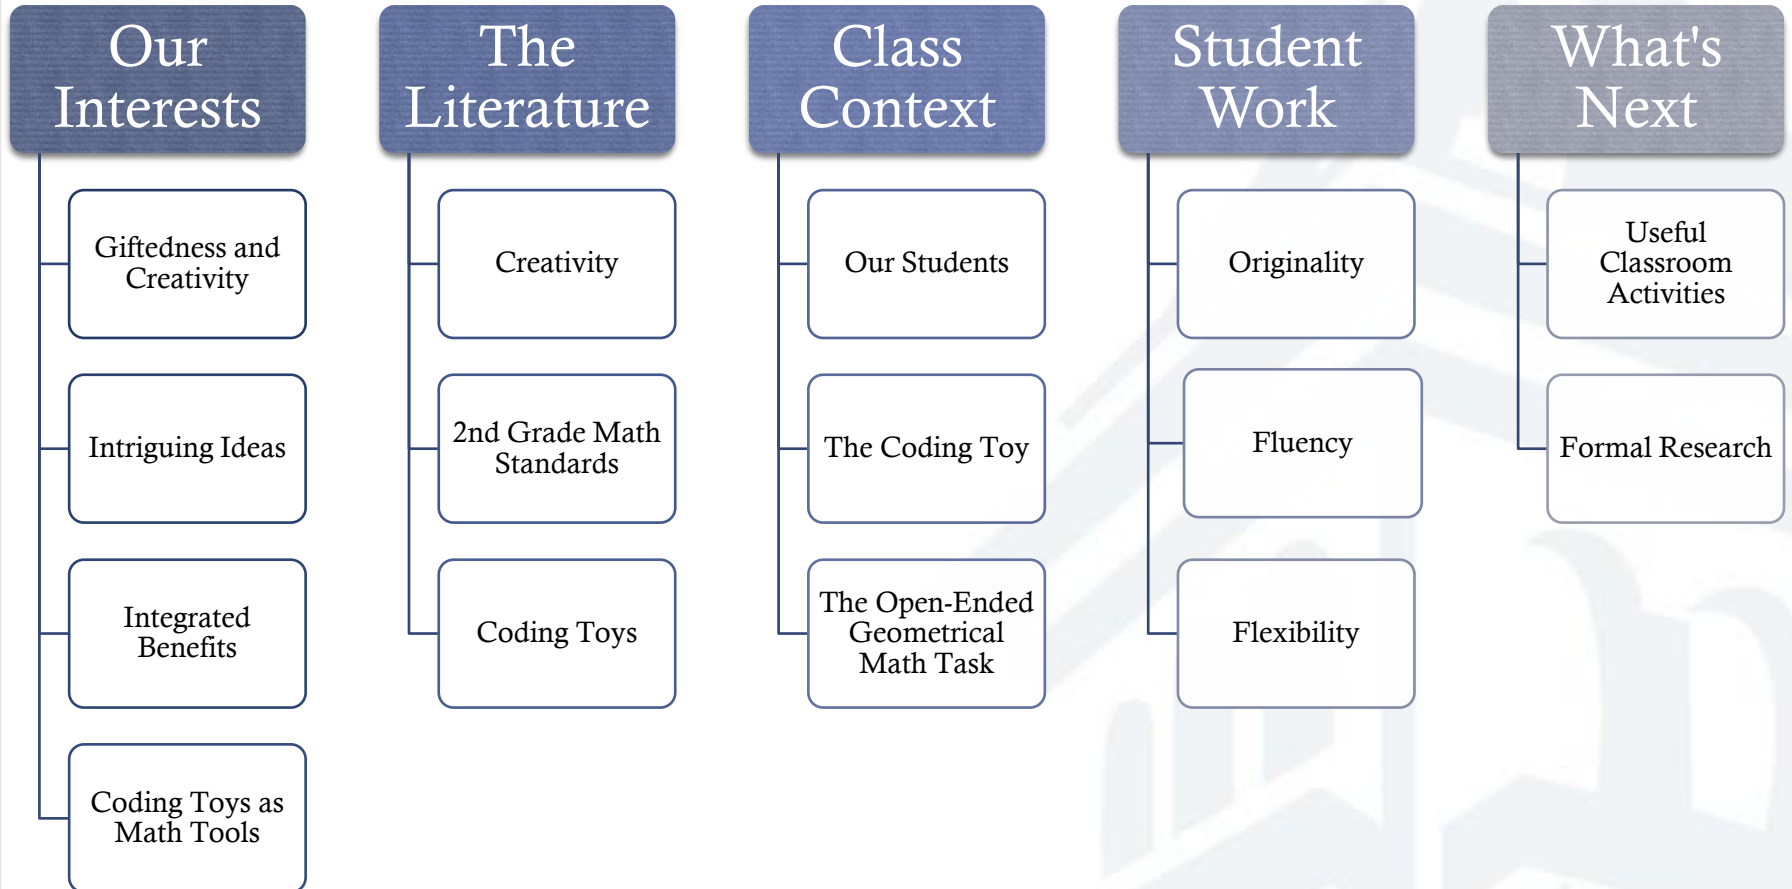 Our
Interests
Giftedness and
Creativity
Intriguing Ideas
Integrated
Benefits
Coding Toys as
Math Tools
The
Literature
Creativity
2nd Grade Math
Standards
Coding Toys
Class
Context
Our Students
The Coding Toy
The Open-Ended
Geometrical
Math Task
Student
Work
Originality
Fluency
Flexibility
What's
Next
Useful
Classroom
Activities
Formal Research